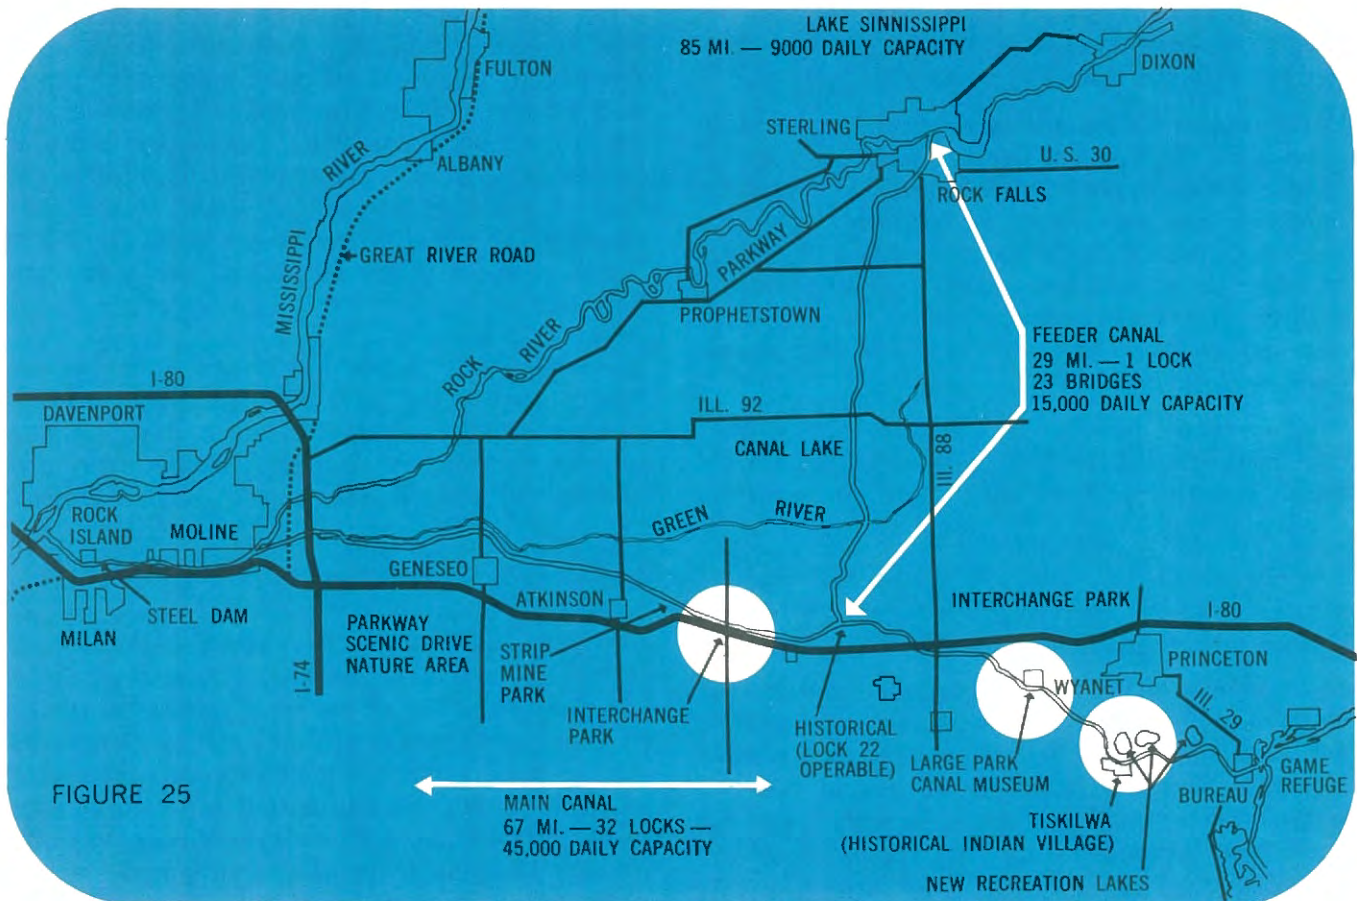 LAKE SINNISSIPPI
85 MI. — 9000 DAILY CAPACITY
FULTON
DIXON
STERLING
U. S. 30
ALBANY
RIVER
MISSISSIPPI
ROCK FALLS
GREAT RIVER ROAD
PARKWAY
PROPHETSTOWN
RIVER
ROCK
FEEDER CANAL
29 MI. — 1 LOCK
23 BRIDGES
15,000 DAILY CAPACITY
I-80
DAVENPORT
ILL. 92
CANAL LAKE
Ill. 88
ROCK
ISLAND
MOLINE
GREEN
RIVER
GENESEO
ATKINSON
INTERCHANGE PARK
I-80
STEEL DAM
MILAN
I-74
PARKWAY
SCENIC DRIVE
NATURE AREA
STRIP
MINE
PARK
INTERCHANGE
PARK
HISTORICAL
(LOCK 22
OPERABLE)
LARGE PARK
CANAL MUSEUM
WYANET
PRINCETON
Ill. 29
GAME
REFUGE
BUREAU
TISKILWA
(HISTORICAL INDIAN VILLAGE)
NEW RECREATION LAKES
MAIN CANAL
67 MI. — 32 LOCKS —
45,000 DAILY CAPACITY
FIGURE 25